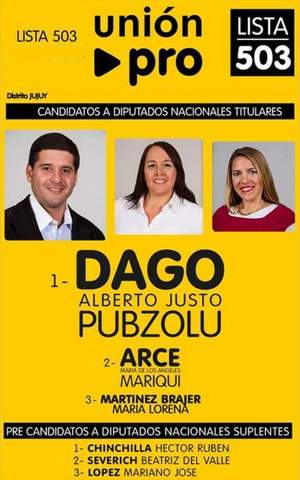 LISTA 503
unión
pro
LISTA
503
Distrito JUJUY
CANDIDATOS A DIPUTADOS NACIONALES TITULARES
1- DAGO
ALBERTO JUSTO
PUBZOLU
2- ARCE
MARIA DE LOS ANGELES
MARIQUI
3- MARTINEZ BRAJER
MARIA LORENA
PRE CANDIDATOS A DIPUTADOS NACIONALES SUPLENTES
1- CHINCHILLA HECTOR RUBEN
2- SEVERICH BEATRIZ DEL VALLE
3- LOPEZ MARIANO JOSE